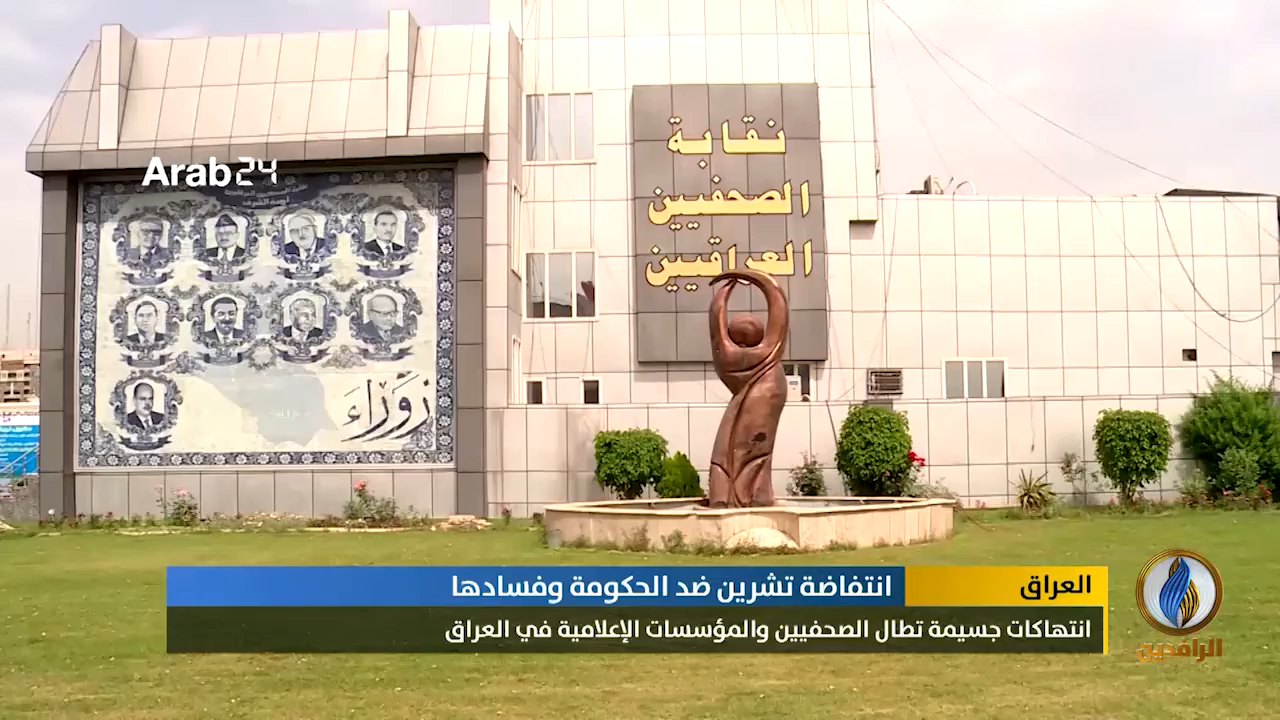 Arab24
نقابة
الصحفيين
العراقيين
زوراء
العراق
انتفاضة تشرين ضد الحكومة وفسادها
انتهاكات جسيمة تطال الصحفيين والمؤسسات الإعلامية في العراق
الرافدين